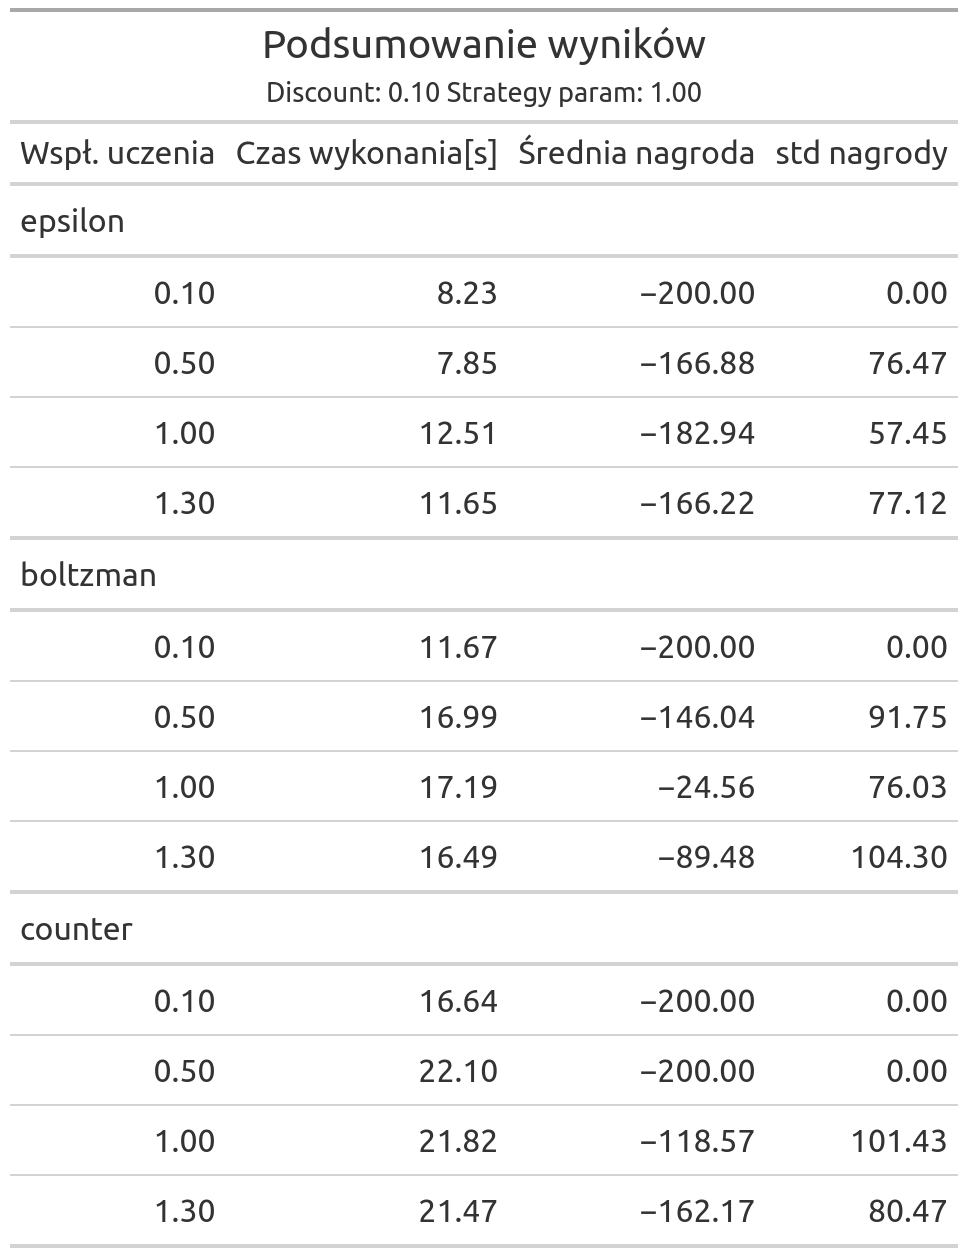 Podsumowanie wyników
Discount: 0.10 Strategy param: 1.00
Wspł. uczenia Czas wykonania[s] Średnia nagroda std nagrody
epsilon
0.10 8.23 −200.00 0.00
0.50 7.85 −166.88 76.47
1.00 12.51 −182.94 57.45
1.30 11.65 −166.22 77.12
boltzman
0.10 11.67 −200.00 0.00
0.50 16.99 −146.04 91.75
1.00 17.19 −24.56 76.03
1.30 16.49 −89.48 104.30
counter
0.10 16.64 −200.00 0.00
0.50 22.10 −200.00 0.00
1.00 21.82 −118.57 101.43
1.30 21.47 −162.17 80.47